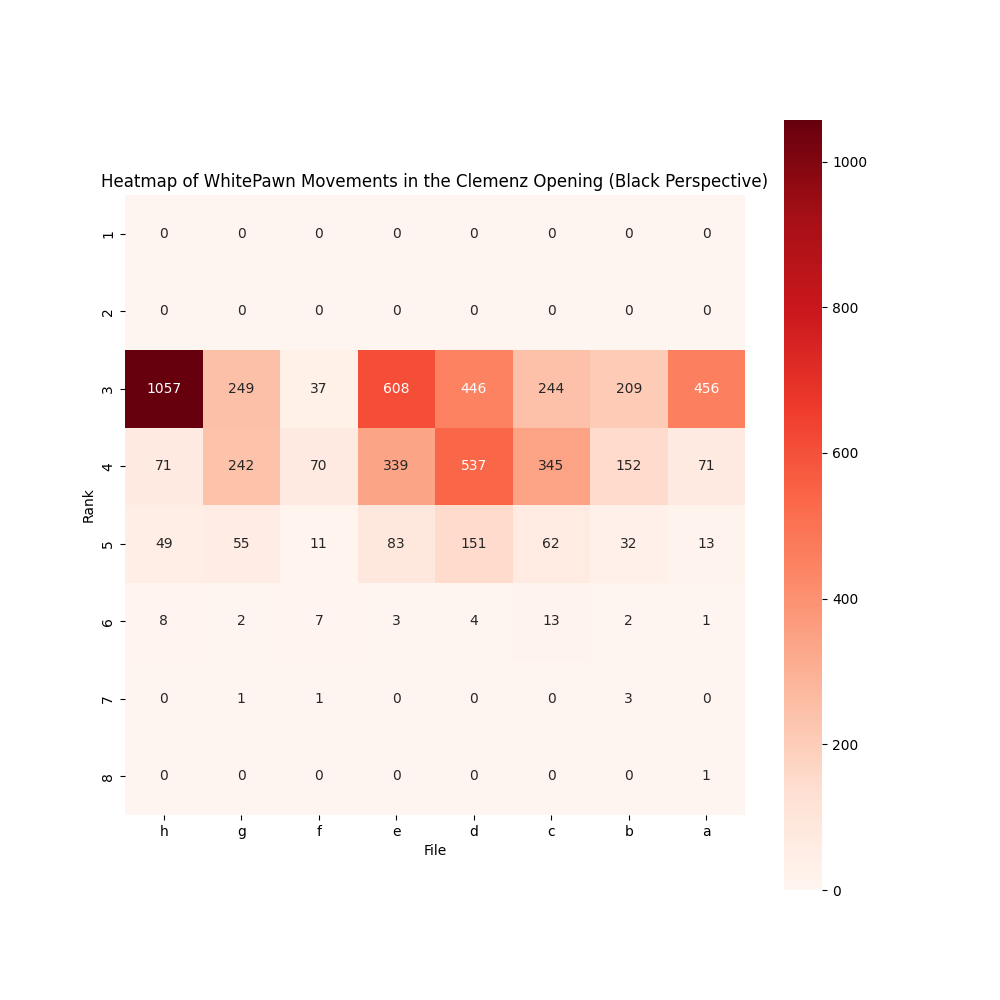 Heatmap of WhitePawn Movements in the Clemenz Opening (Black Perspective)
1 0 0 0 0 0 0 0 0
2 0 0 0 0 0 0 0 0
3 1057 249 37 608 446 244 209 456
4 71 242 70 339 537 345 152 71
5 49 55 11 83 151 62 32 13
6 8 2 7 3 4 13 2 1
7 0 1 1 0 0 0 3 0
8 0 0 0 0 0 0 0 1
h g f e d c b a
File
Rank
1000
800
600
400
200
0